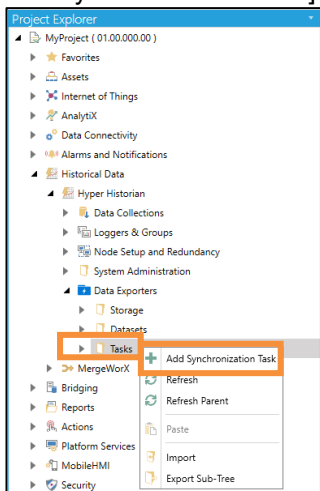 Project Explorer
MyProject ( 01.00.000.00 )
Favorites
Assets
Internet of Things
AnalytiX
Data Connectivity
Alarms and Notifications
Historical Data
Hyper Historian
Data Collections
Loggers & Groups
Node Setup and Redundancy
System Administration
Data Exporters
Storage
Datasets
Tasks
Add Synchronization Task
MergeWorX
Refresh
Bridging
Refresh Parent
Reports
Actions
Paste
Platform Services
Import
MobileHMI
Export Sub-Tree
Security